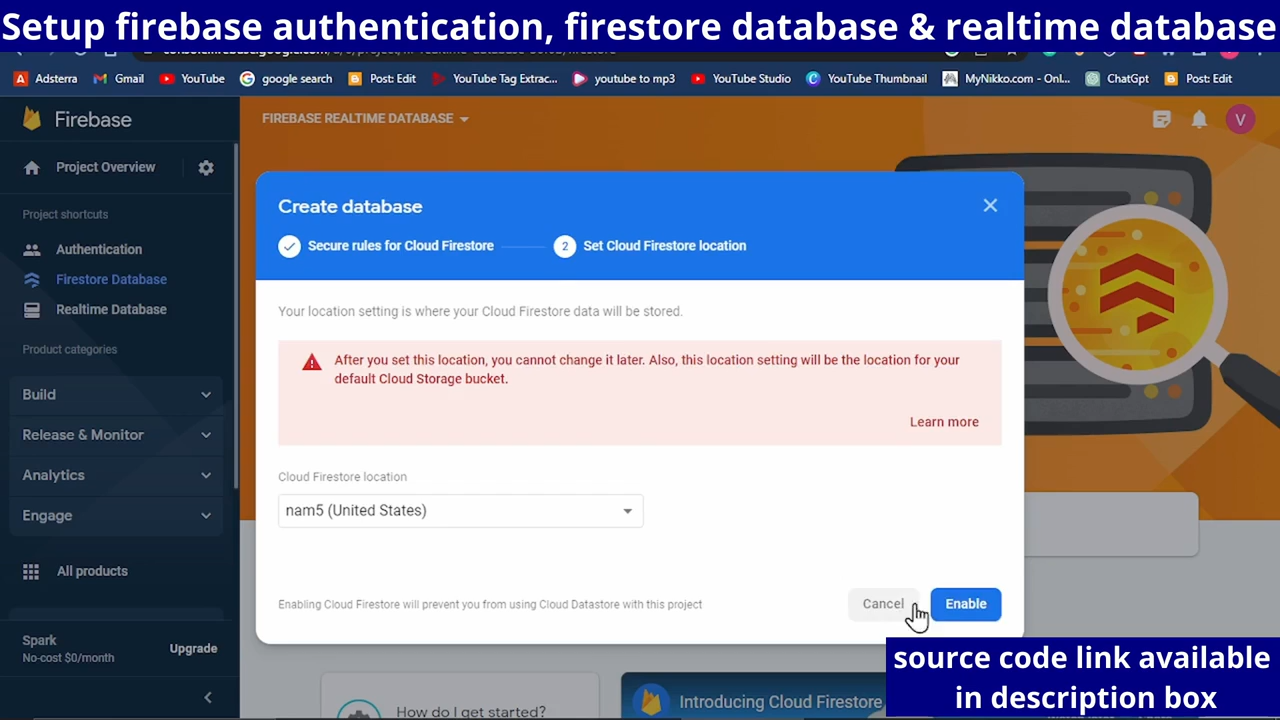 Setup firebase authentication, firestore database & realtime database
Adsterra
Gmail
YouTube
google search
Post: Edit
YouTube Tag Extrac...
youtube to mp3
YouTube Studio
YouTube Thumbnail
MyNikko.com - Onl...
ChatGpt
Post: Edit
Firebase
FIREBASE REALTIME DATABASE
V
Project Overview
Project shortcuts
Authentication
Firestore Database
Realtime Database
Product categories
Build
Release & Monitor
Analytics
Engage
All products
Spark
No-cost $0/month
Upgrade
Create database
Secure rules for Cloud Firestore
2 Set Cloud Firestore location
Your location setting is where your Cloud Firestore data will be stored.
After you set this location, you cannot change it later. Also, this location setting will be the location for your
default Cloud Storage bucket.
Learn more
Cloud Firestore location
nam5 (United States)
Enabling Cloud Firestore will prevent you from using Cloud Datastore with this project
Cancel
Enable
How do I get started?
Introducing Cloud Firestore
source code link available
in description box